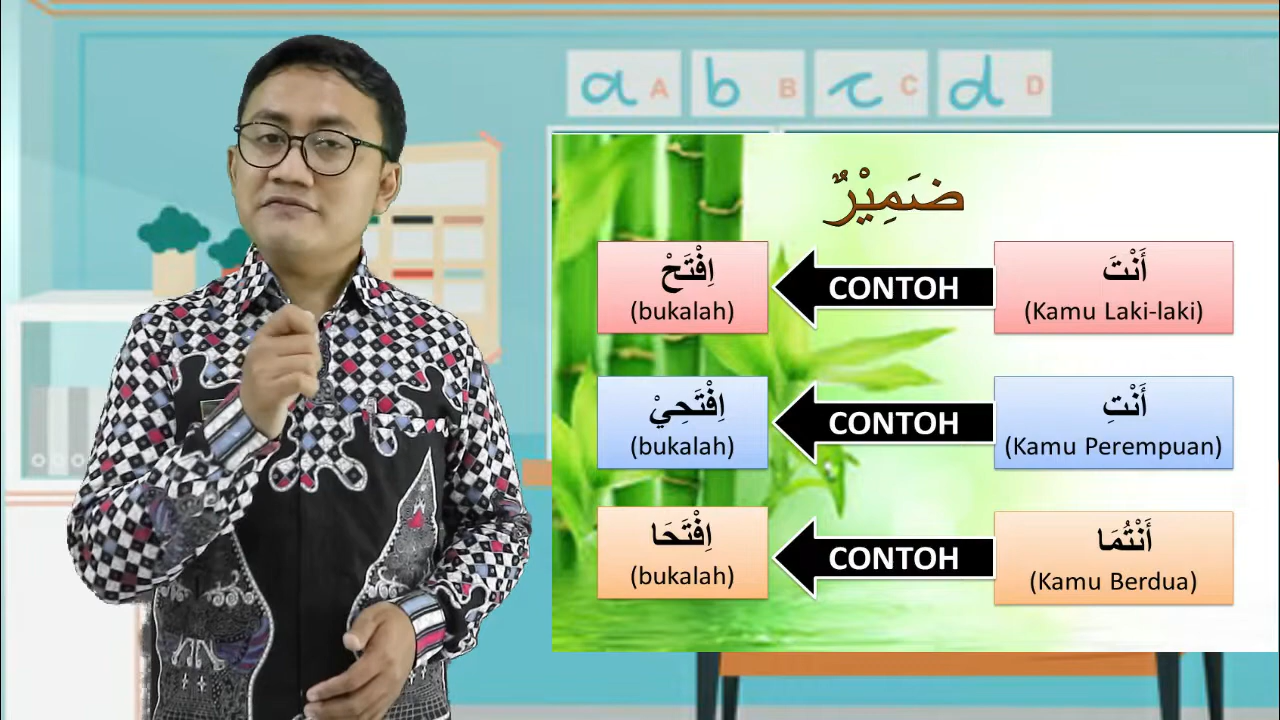 a A b B c C d D
ضَمِيْرٌ
أَنْتَ
(Kamu Laki-laki)
CONTOH
اِفْتَحْ
(bukalah)
أَنْتِ
(Kamu Perempuan)
CONTOH
اِفْتَحِيْ
(bukalah)
أَنْتُمَا
(Kamu Berdua)
CONTOH
اِفْتَحَا
(bukalah)